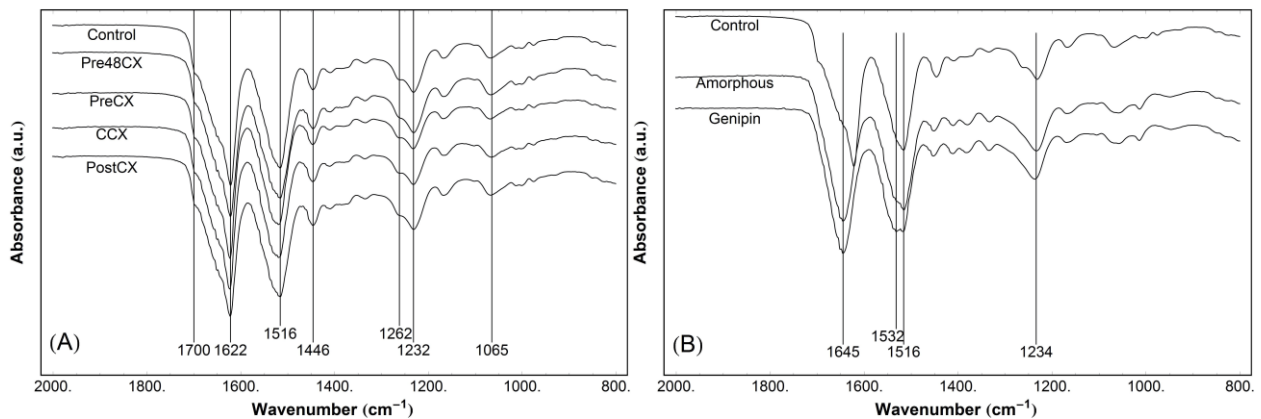 Control
Pre48CX
PreCX
CCX
PostCX
Absorbance (a.u.)
(A)
1700
1622
1516
1446
1262
1232
1065
2000. 1800. 1600. 1400. 1200. 1000. 800.
Wavenumber (cm⁻¹)
Control
Amorphous
Genipin
Absorbance (a.u.)
(B)
1645
1532
1516
1234
2000. 1800. 1600. 1400. 1200. 1000. 800.
Wavenumber (cm⁻¹)